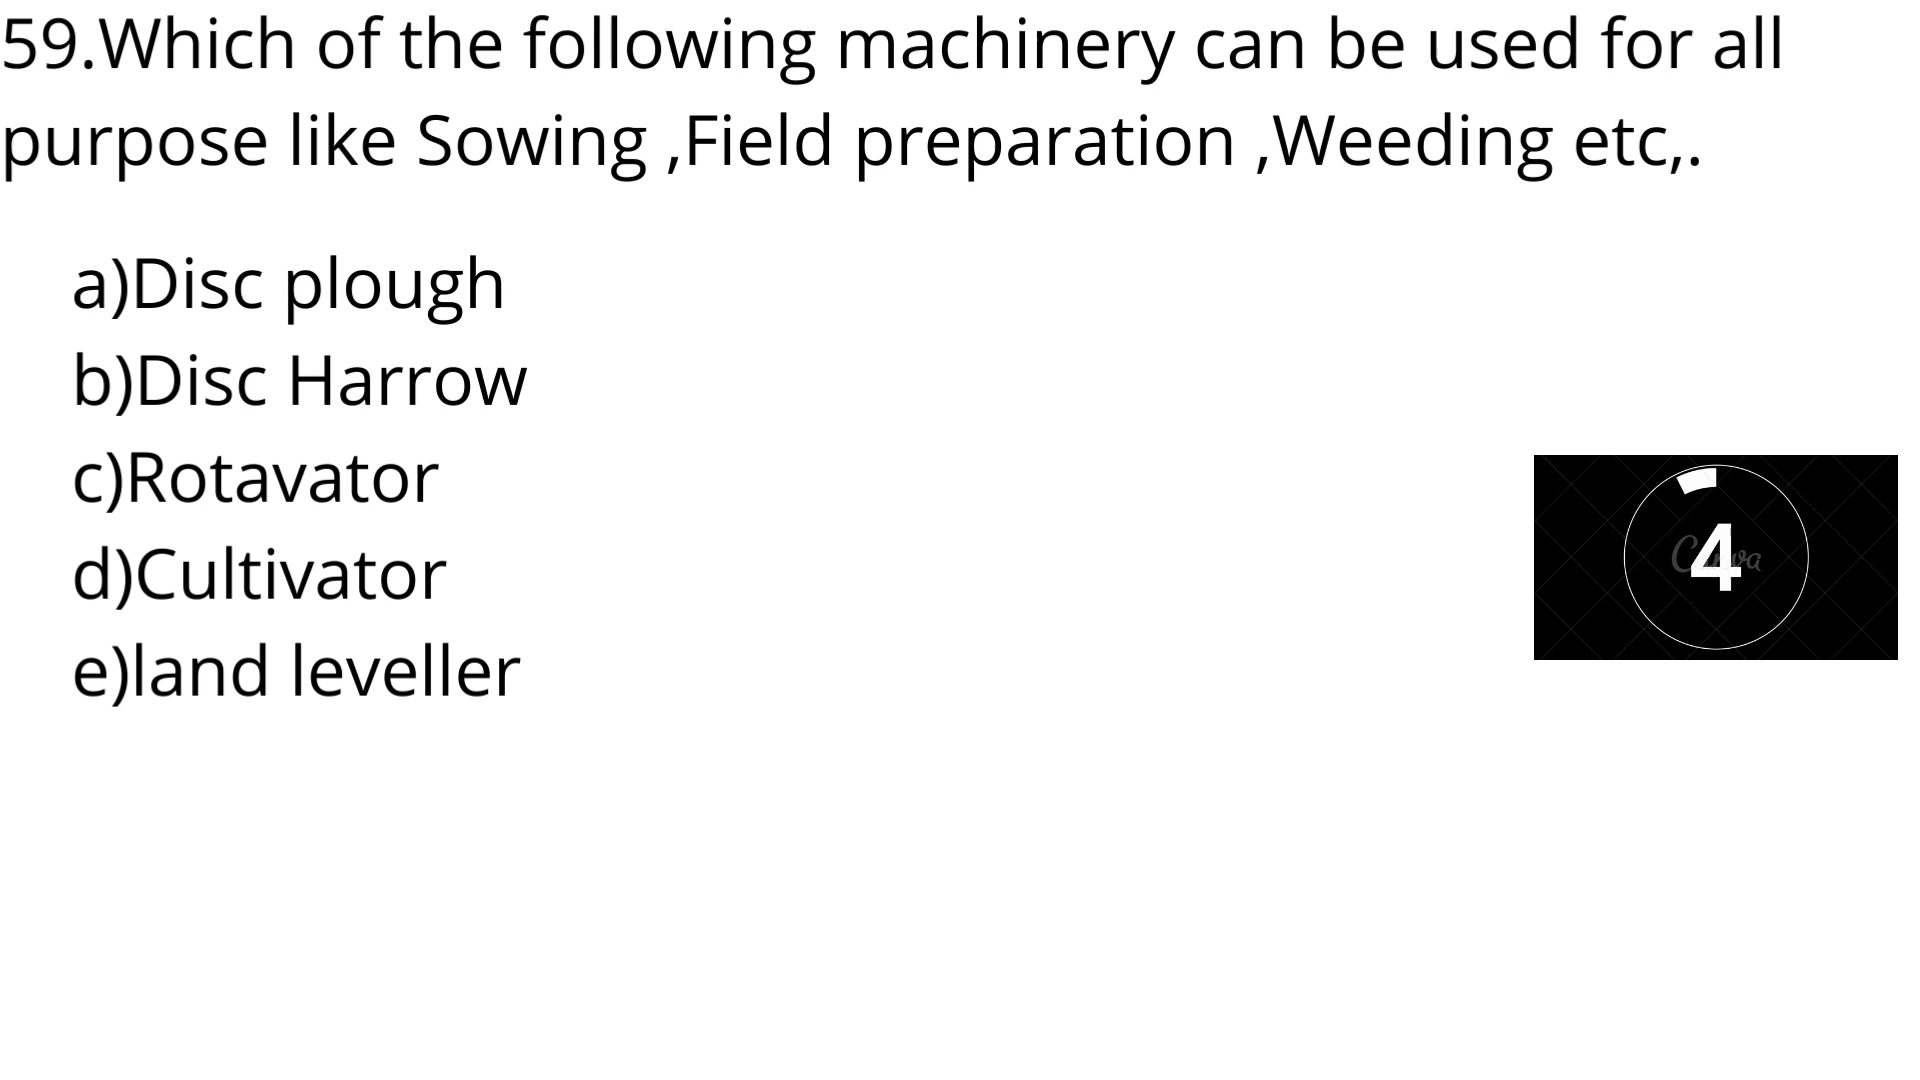 59.Which of the following machinery can be used for all
purpose like Sowing ,Field preparation ,Weeding etc,.
a)Disc plough
b)Disc Harrow
c)Rotavator
d)Cultivator
e)land leveller
4
Canva